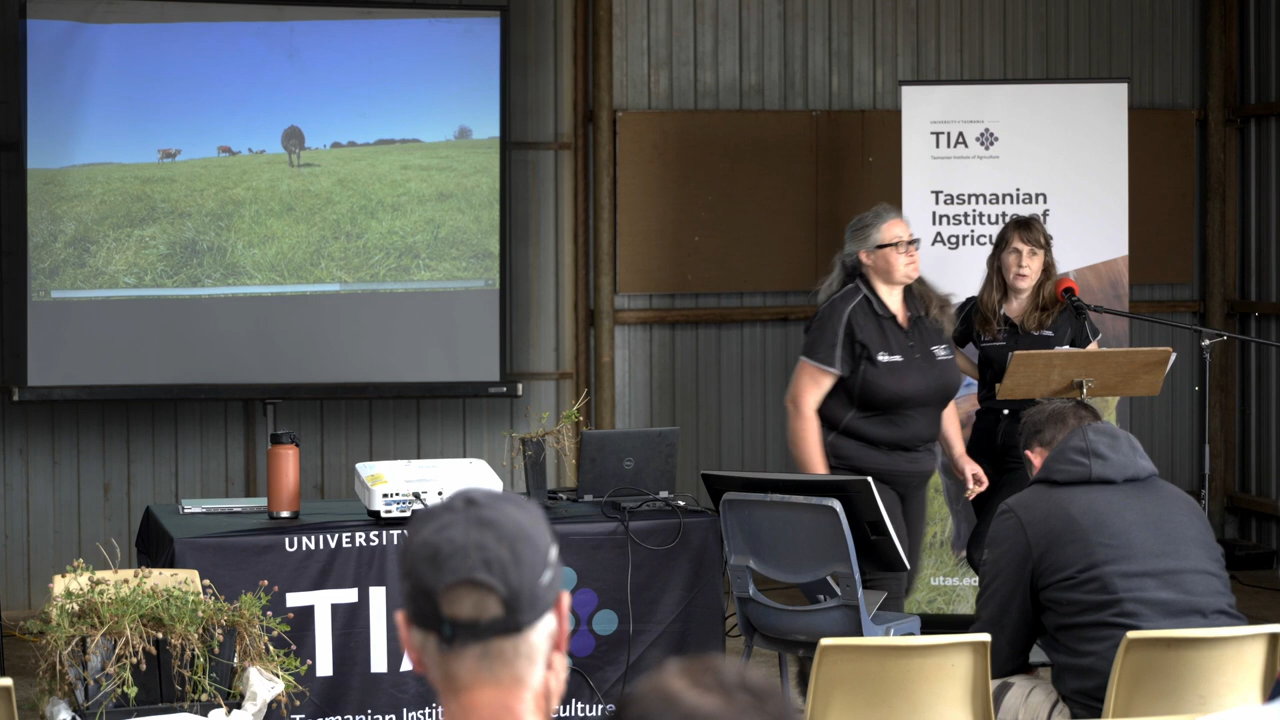 UNIVERSITY of TASMANIA
TIA
Tasmanian Institute of Agriculture
Tasmanian
Institute of
Agricu e
utas.ed
DELL
UNIVERSITY
TIA
Tasmanian Instit culture